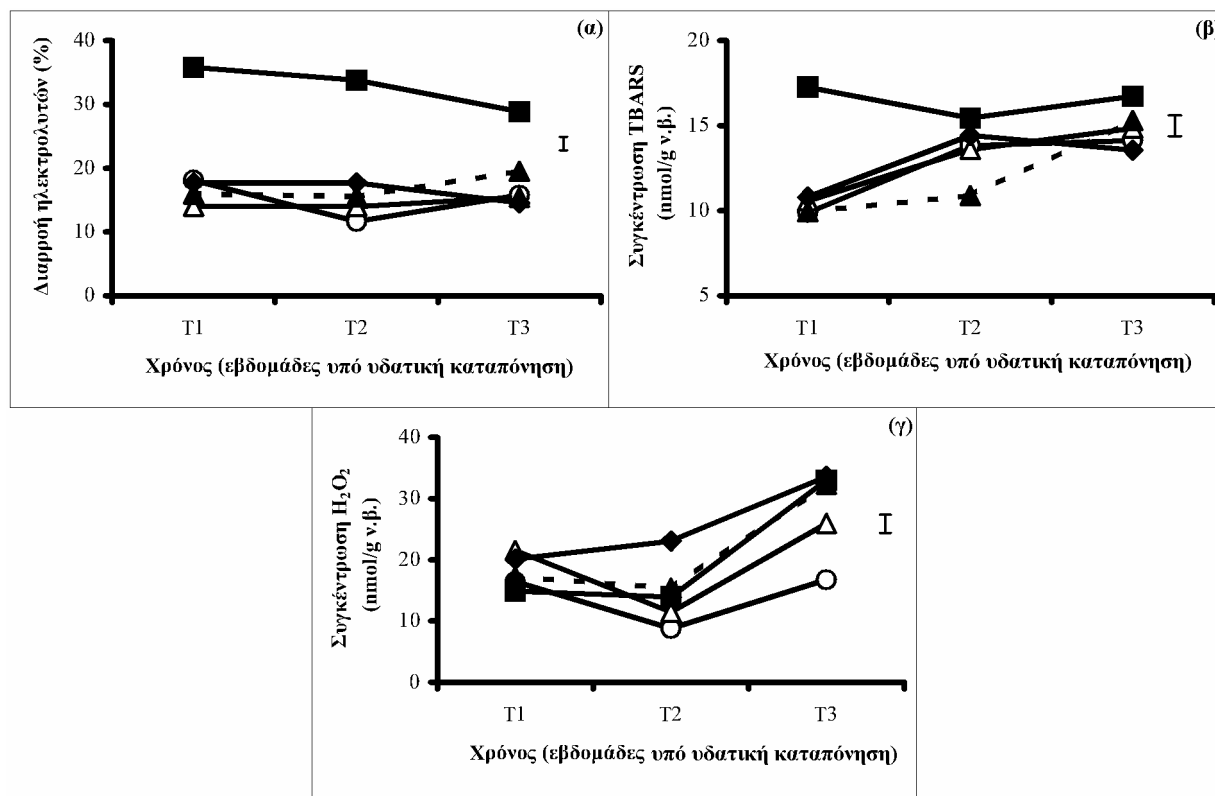 (α)
Διαρροή ηλεκτρολυτών (%)
40
30
20
10
0
T1
T2
T3
Χρόνος (εβδομάδες υπό υδατική καταπόνηση)
(β)
Συγκέντρωση TBARS
(nmol/g ν.β.)
20
15
10
5
T1
T2
T3
Χρόνος (εβδομάδες υπό υδατική καταπόνηση)
(γ)
Συγκέντρωση H₂O₂
(nmol/g ν.β.)
40
30
20
10
0
T1
T2
T3
Χρόνος (εβδομάδες υπό υδατική καταπόνηση)